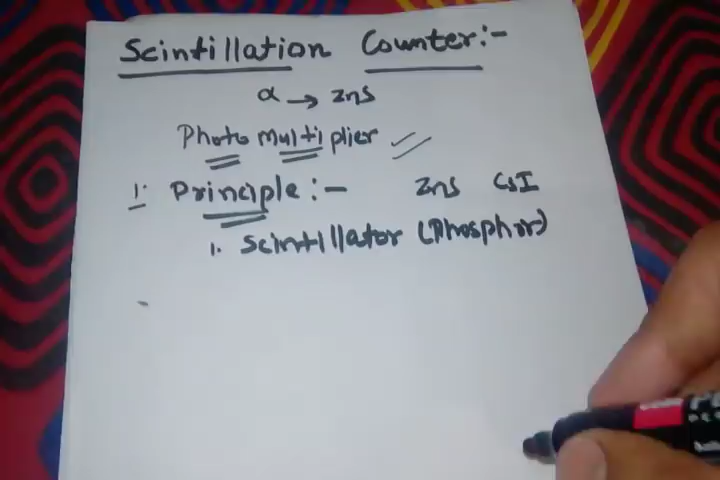 Scintillation Counter:-
α → ZnS
Photo multiplier ✓
1. Principle:- ZnS CsI
1. Scintillator (Phosphor)